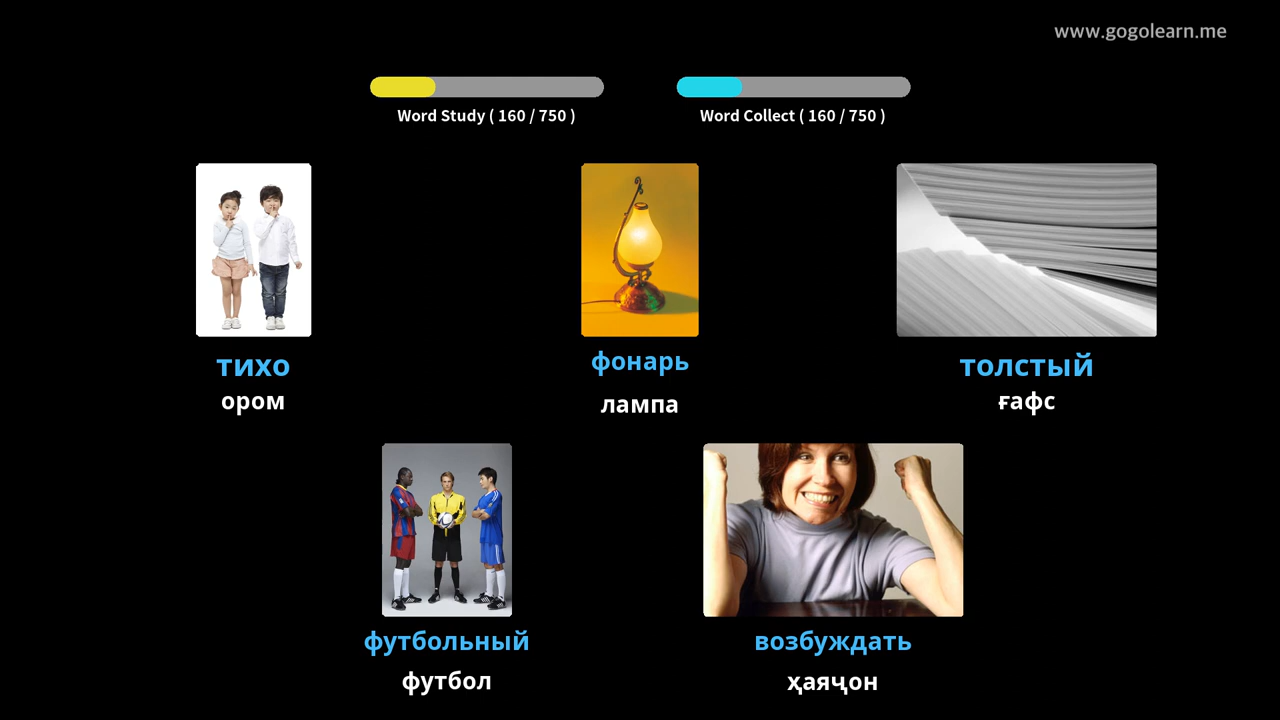 www.gogolearn.me
Word Study ( 160 / 750 )
Word Collect ( 160 / 750 )
тихо
ором
фонарь
лампа
толстый
ғафс
футбольный
футбол
возбуждать
ҳаяҷон